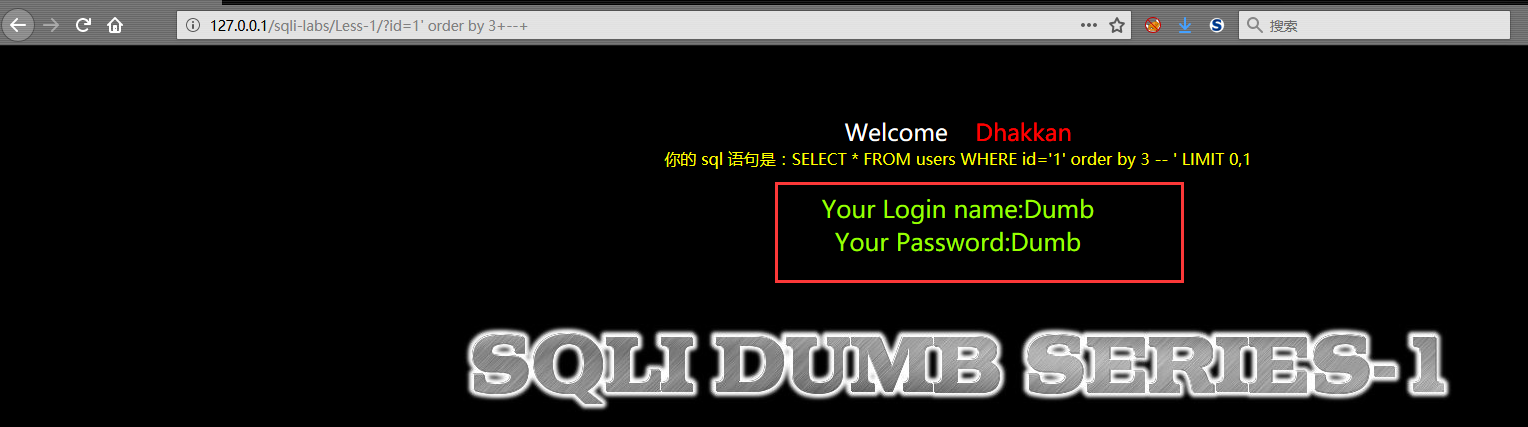 127.0.0.1/sqli-labs/Less-1/?id=1' order by 3+--+
搜索
Welcome Dhakkan
你的 sql 语句是：SELECT * FROM users WHERE id='1' order by 3 -- ' LIMIT 0,1
Your Login name:Dumb
Your Password:Dumb
SQLI DUMB SERIES-1